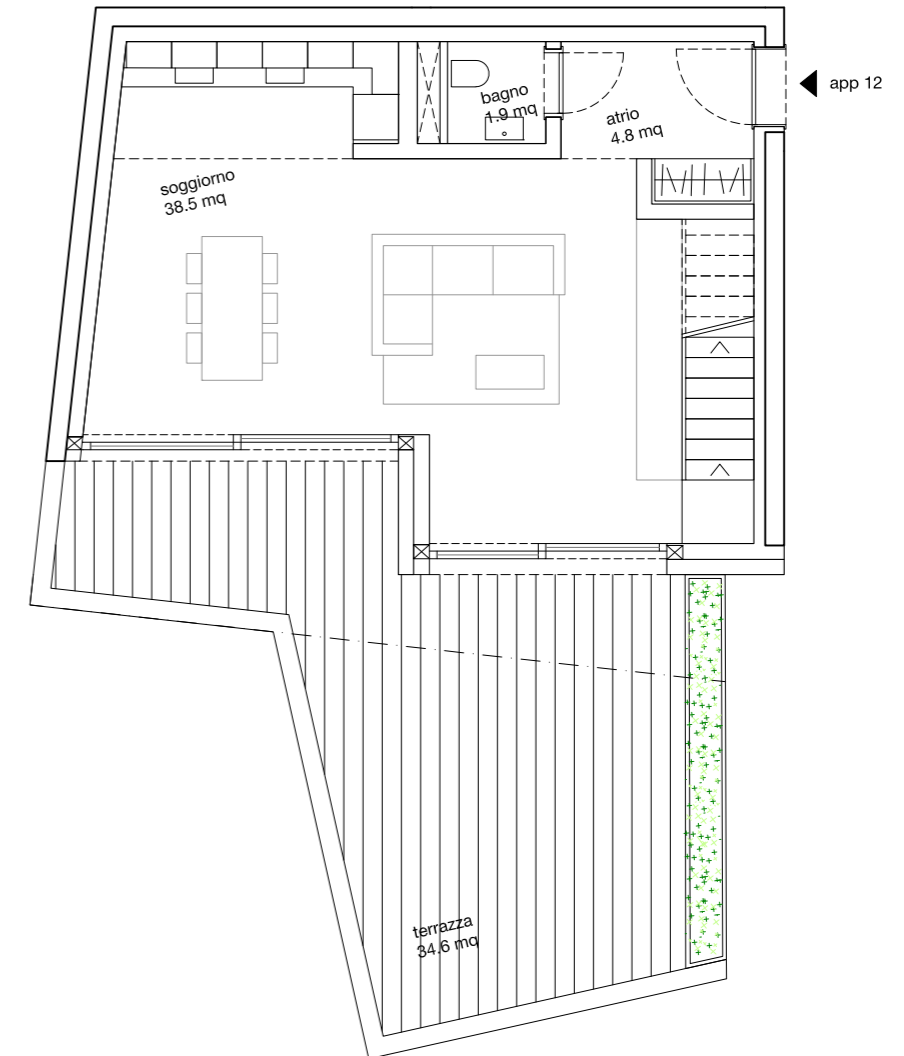 app 12
bagno
1.9 mq
atrio
4.8 mq
soggiorno
38.5 mq
terrazza
34.6 mq